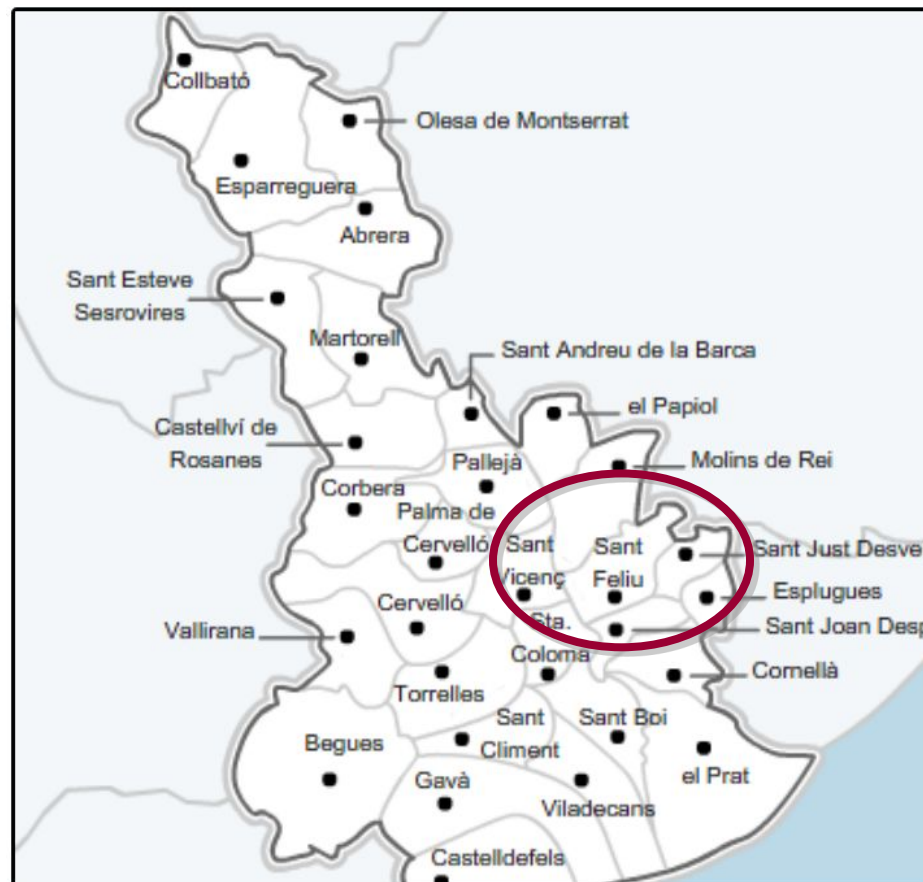 Collbató
Olesa de Montserrat
Esparreguera
Abrera
Sant Esteve
Sesrovires
Martorell
Sant Andreu de la Barca
el Papiol
Castellví de
Rosanes
Pallejà
Molins de Rei
Corbera
Palma de
Cervelló
Sant
Vicenç
Sant
Feliu
Sant Just Desve
Esplugues
Cervelló
Sta.
Coloma
Vallirana
Sant Joan Desp
Cornellà
Torrelles
Sant
Climent
Sant Boi
Begues
Gavà
Viladecans
el Prat
Castelldefels